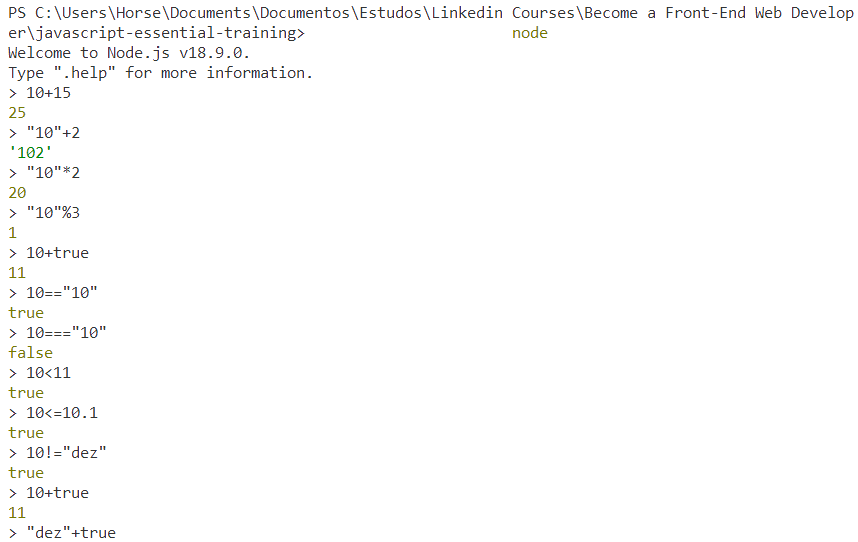 PS C:\Users\Horse\Documents\Documentos\Estudos\Linkedin Courses\Become a Front-End Web Develop
er\javascript-essential-training> node
Welcome to Node.js v18.9.0.
Type ".help" for more information.
> 10+15
25
> "10"+2
'102'
> "10"*2
20
> "10"%3
1
> 10+true
11
> 10=="10"
true
> 10==="10"
false
> 10<11
true
> 10<=10.1
true
> 10!="dez"
true
> 10+true
11
> "dez"+true